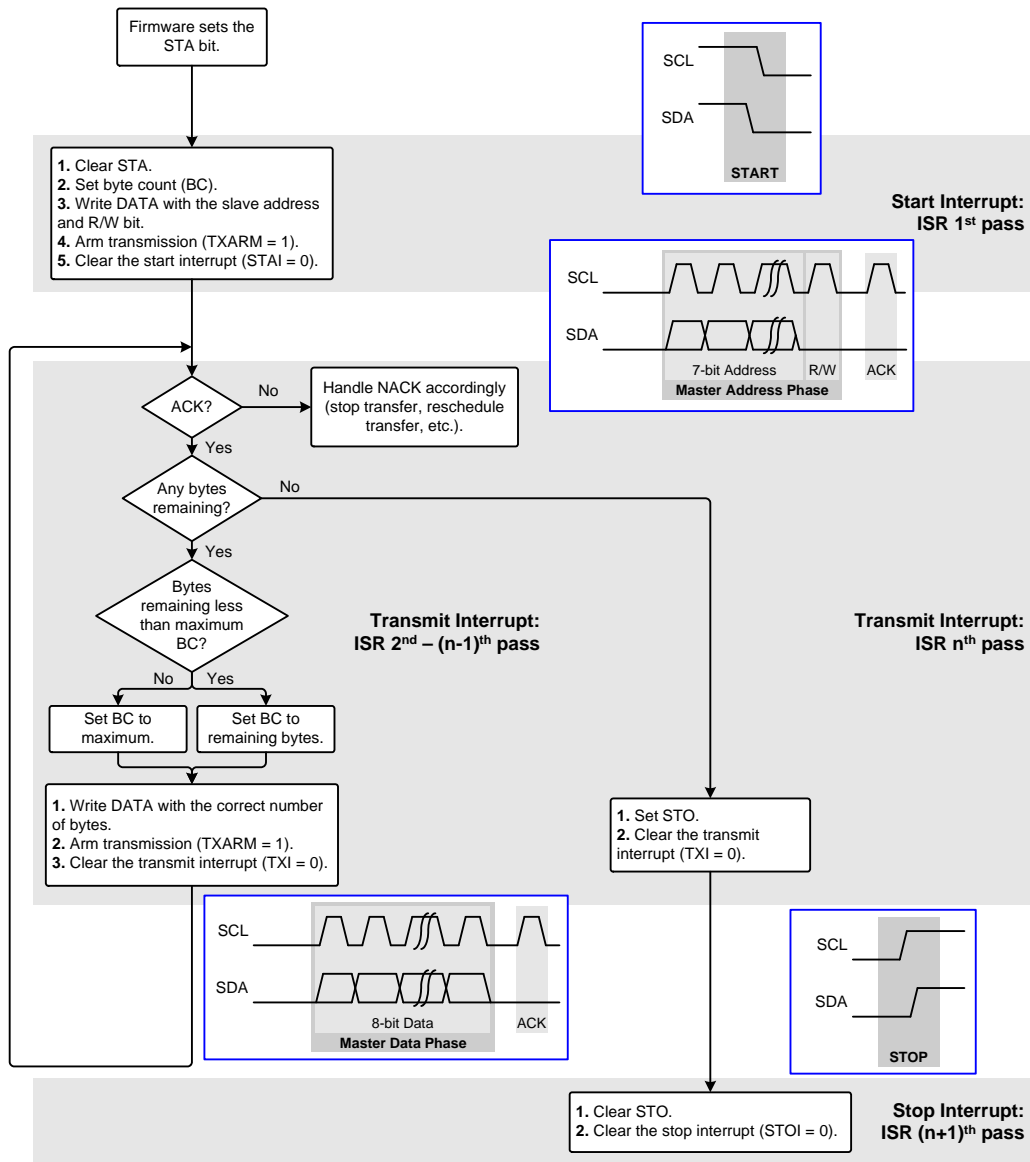 Firmware sets the
STA bit.
SCL
SDA
START
1. Clear STA.
2. Set byte count (BC).
3. Write DATA with the slave address
and R/W bit.
4. Arm transmission (TXARM = 1).
5. Clear the start interrupt (STAI = 0).
Start Interrupt:
ISR 1st pass
SCL
SDA
7-bit Address
R/W
ACK
Master Address Phase
ACK?
No
Handle NACK accordingly
(stop transfer, reschedule
transfer, etc.).
Yes
Any bytes
remaining?
No
Yes
Bytes
remaining less
than maximum
BC?
Transmit Interrupt:
ISR 2nd – (n-1)th pass
Transmit Interrupt:
ISR nth pass
No
Yes
Set BC to
maximum.
Set BC to
remaining bytes.
1. Write DATA with the correct number
of bytes.
2. Arm transmission (TXARM = 1).
3. Clear the transmit interrupt (TXI = 0).
1. Set STO.
2. Clear the transmit
interrupt (TXI = 0).
SCL
SDA
8-bit Data
ACK
Master Data Phase
SCL
SDA
STOP
1. Clear STO.
2. Clear the stop interrupt (STOI = 0).
Stop Interrupt:
ISR (n+1)th pass